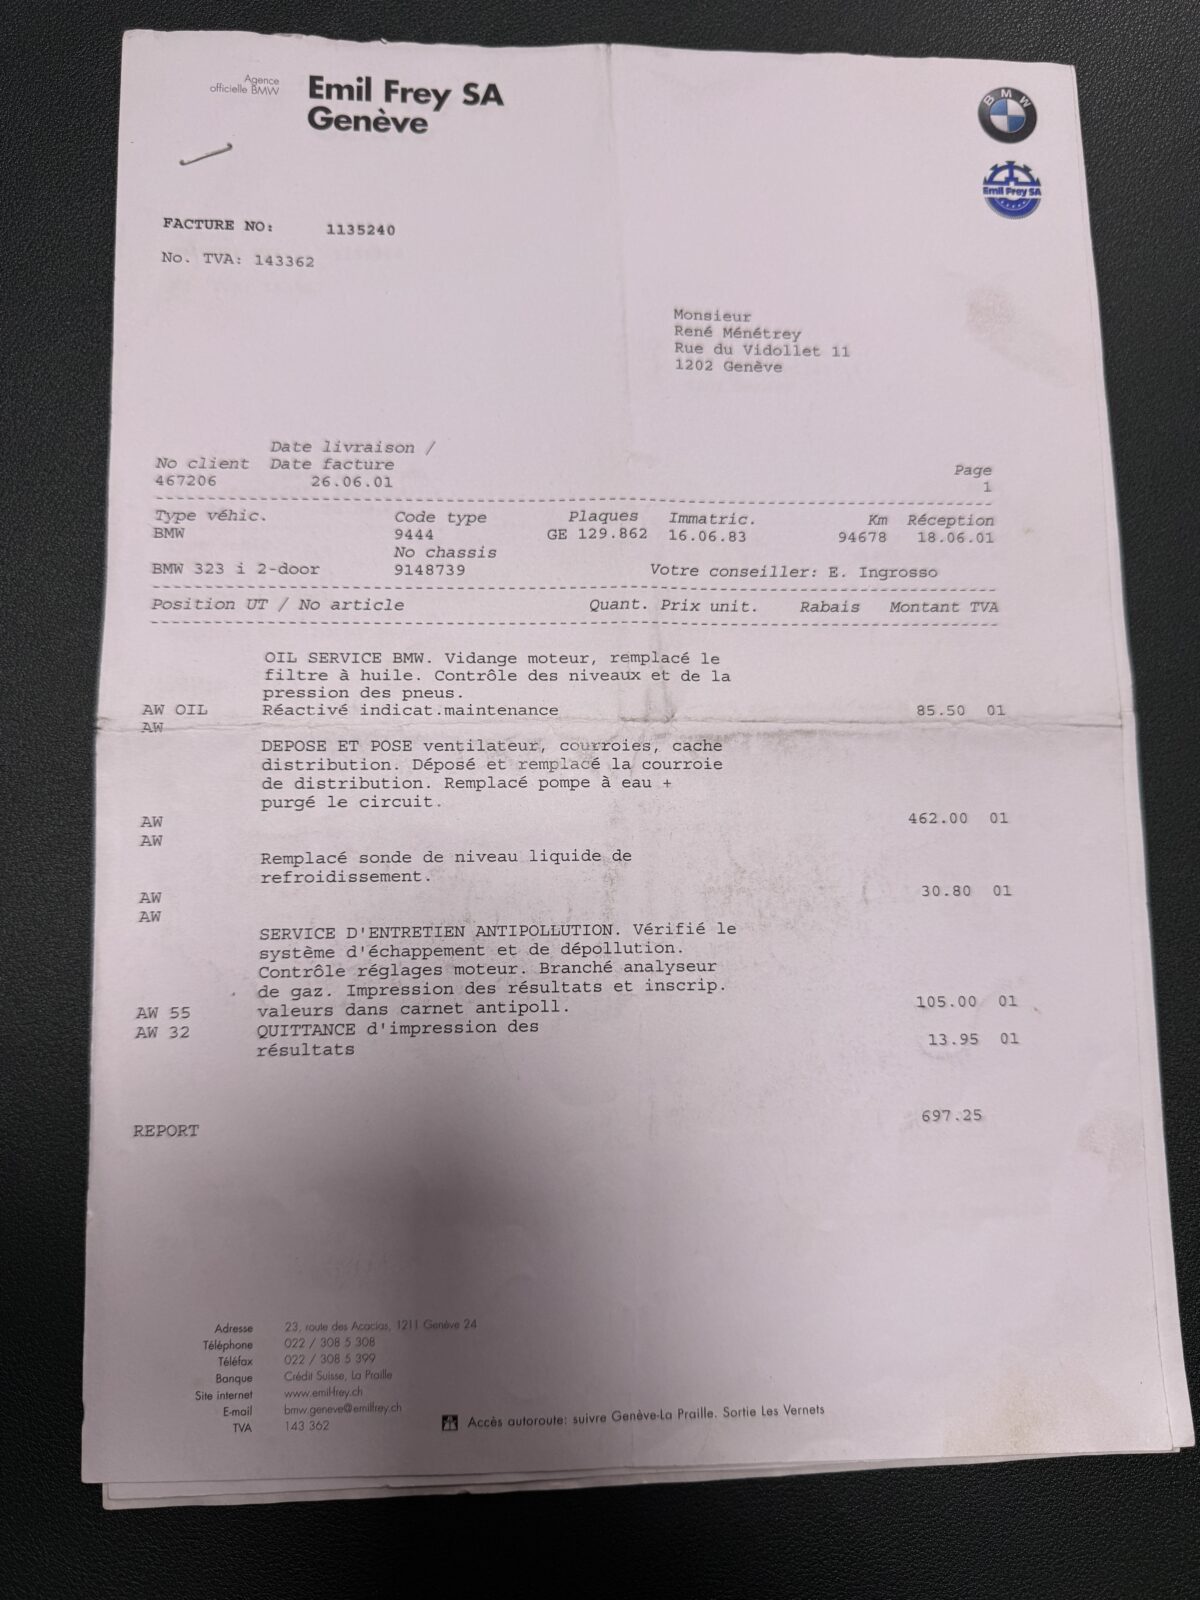 Agence
officielle BMW
Emil Frey SA
Genève
BMW
Emil Frey SA
FACTURE NO: 1135240
No. TVA: 143362
Monsieur
René Ménétrey
Rue du Vidollet 11
1202 Genève
Date livraison /
No client Date facture Page
467206 26.06.01 1
Type véhic. Code type Plaques Immatric. Km Réception
BMW 9444 GE 129.862 16.06.83 94678 18.06.01
No chassis
BMW 323 i 2-door 9148739 Votre conseiller: E. Ingrosso
Position UT / No article Quant. Prix unit. Rabais Montant TVA
OIL SERVICE BMW. Vidange moteur, remplacé le
filtre à huile. Contrôle des niveaux et de la
pression des pneus.
AW OIL Réactivé indicat.maintenance 85.50 01
AW
DEPOSE ET POSE ventilateur, courroies, cache
distribution. Déposé et remplacé la courroie
de distribution. Remplacé pompe à eau +
purgé le circuit.
AW 462.00 01
AW
Remplacé sonde de niveau liquide de
refroidissement.
AW 30.80 01
AW
SERVICE D'ENTRETIEN ANTIPOLLUTION. Vérifié le
système d'échappement et de dépollution.
Contrôle réglages moteur. Branché analyseur
de gaz. Impression des résultats et inscrip.
AW 55 valeurs dans carnet antipoll. 105.00 01
AW 32 QUITTANCE d'impression des
résultats 13.95 01
REPORT 697.25
Adresse 23, route des Acacias, 1211 Genève 24
Téléphone 022 / 308 5 308
Téléfax 022 / 308 5 399
Banque Crédit Suisse, La Praille
Site internet www.emil-frey.ch
E-mail bmw.geneve@emilfrey.ch
TVA 143 362
Accès autoroute: suivre Genève-La Praille. Sortie Les Vernets